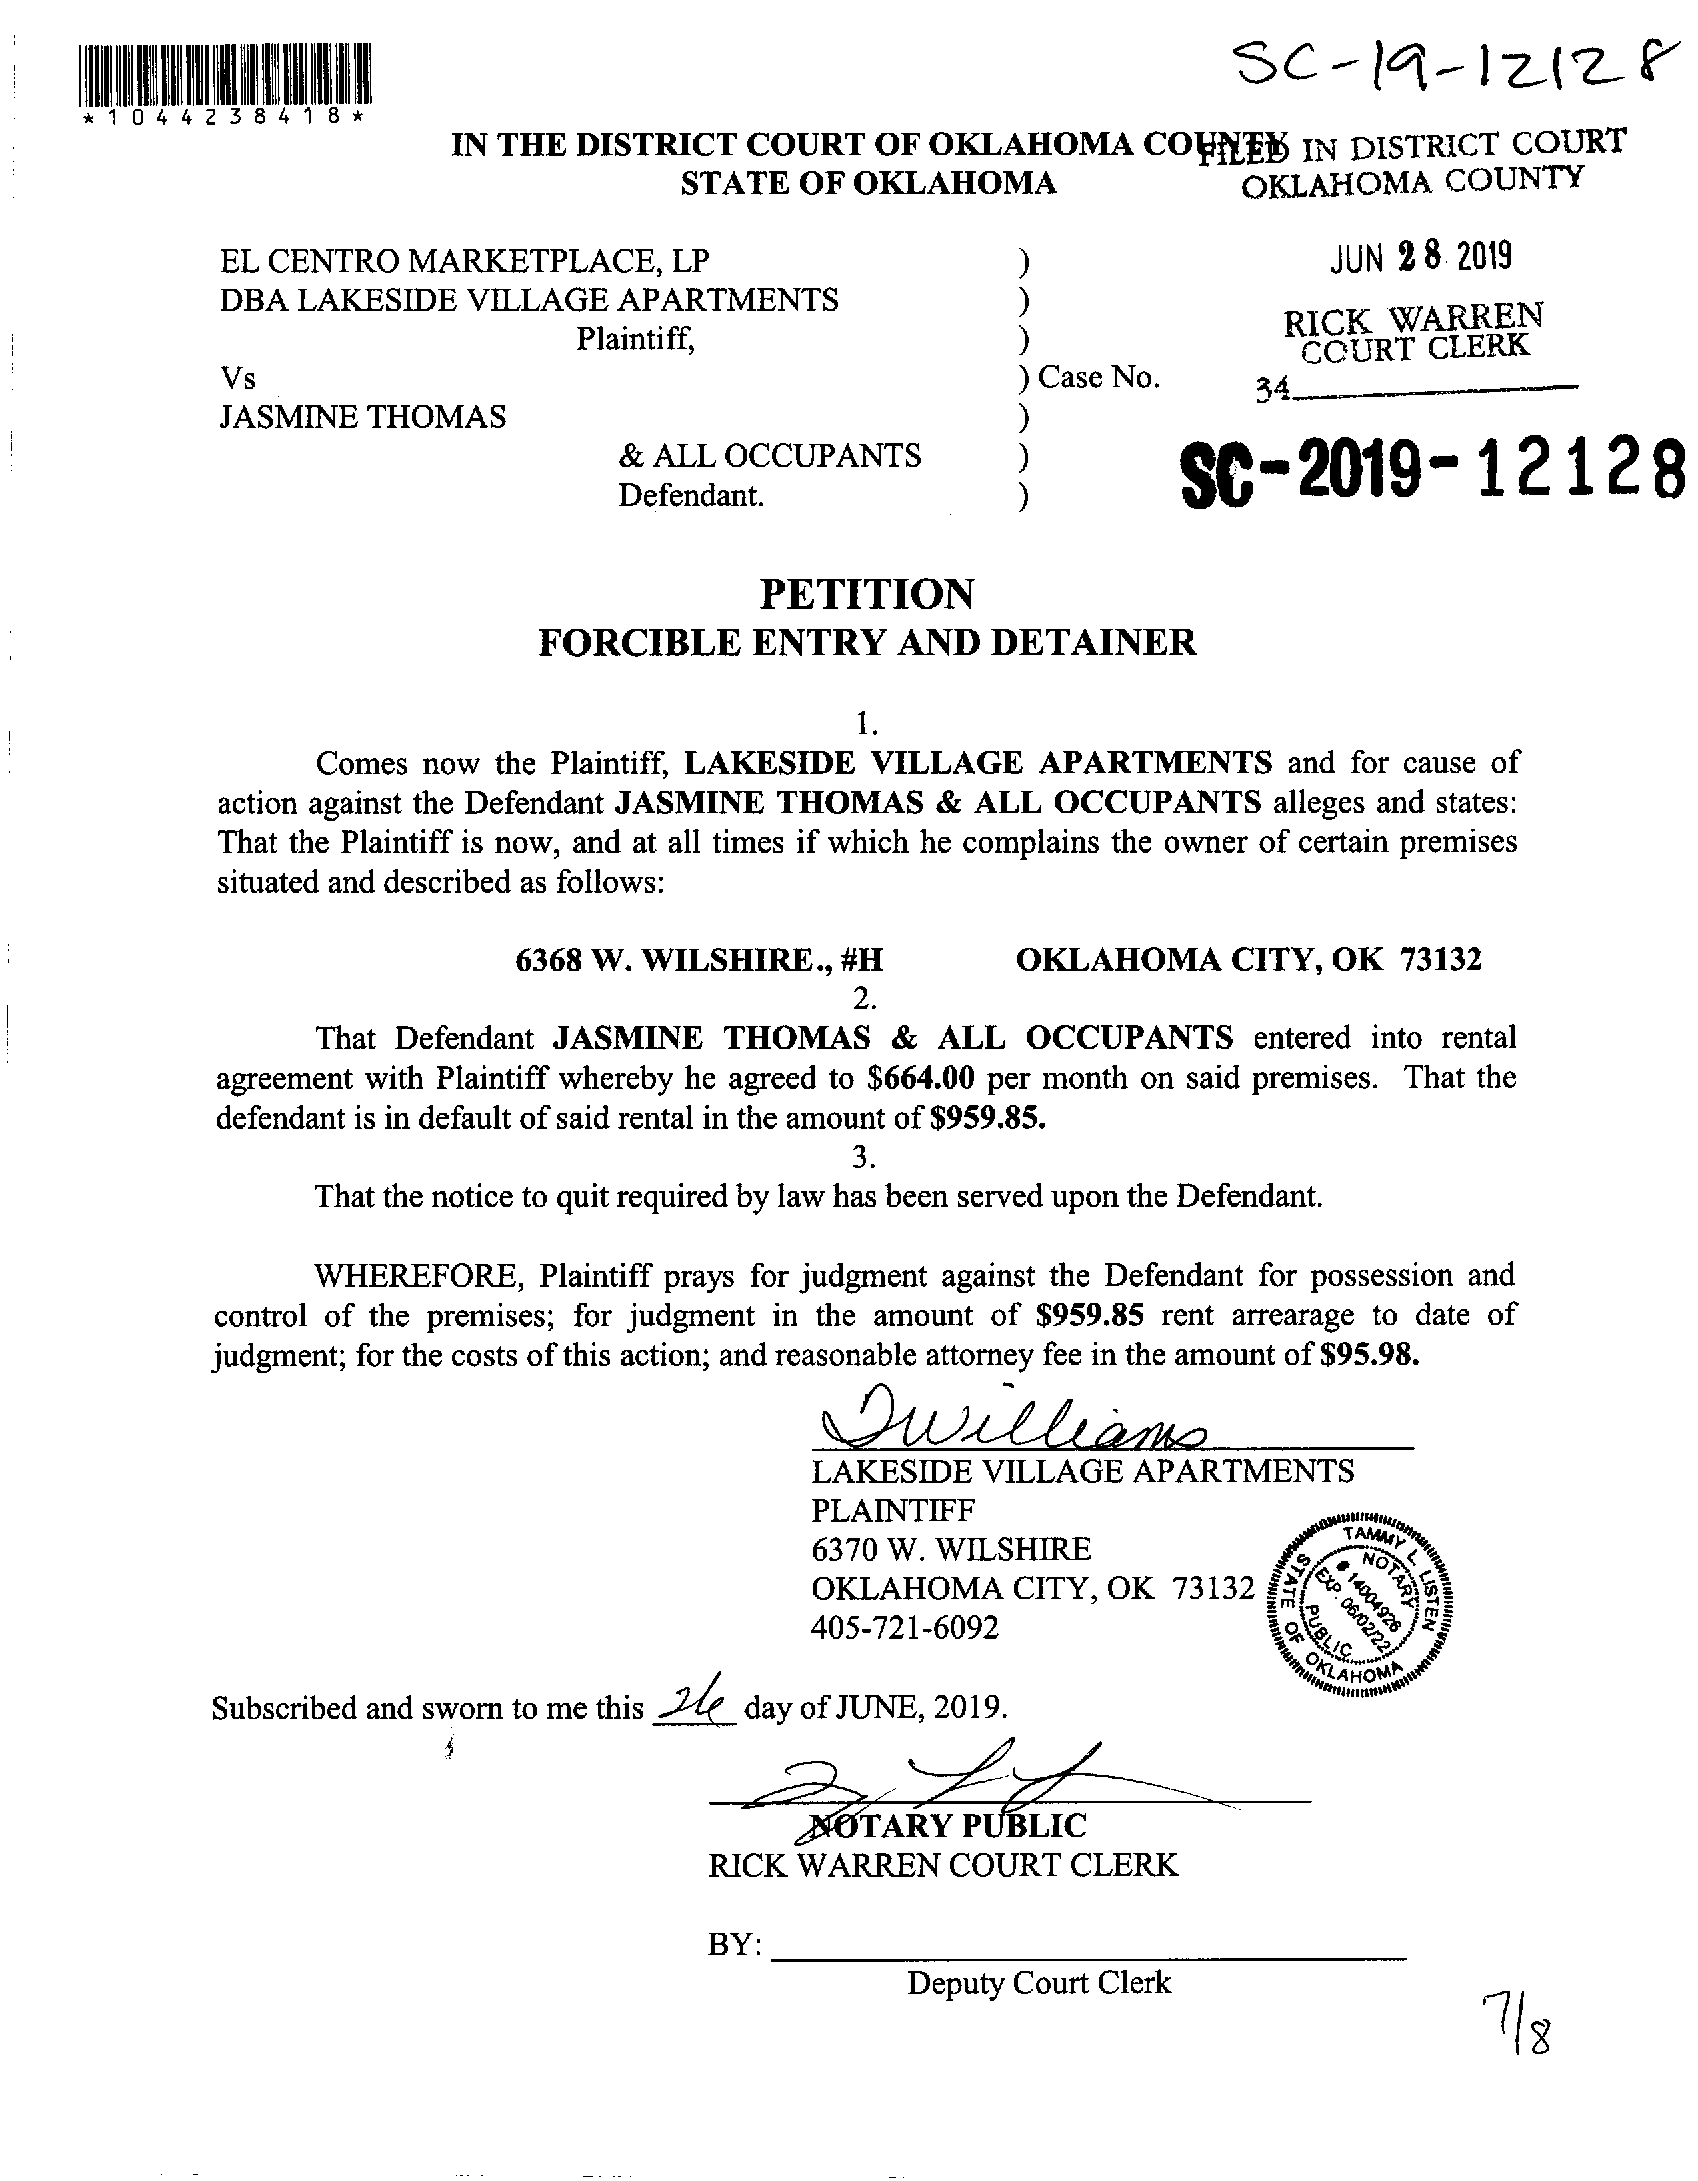 SC-19-12128
*1044238418*
IN THE DISTRICT COURT OF OKLAHOMA COUNTY
STATE OF OKLAHOMA
FILED IN DISTRICT COURT
OKLAHOMA COUNTY
JUN 28 2019
RICK WARREN
COURT CLERK
34
EL CENTRO MARKETPLACE, LP )
DBA LAKESIDE VILLAGE APARTMENTS )
Plaintiff, )
Vs ) Case No.
JASMINE THOMAS )
& ALL OCCUPANTS )
Defendant. )
SC-2019-12128
PETITION
FORCIBLE ENTRY AND DETAINER
1.
Comes now the Plaintiff, LAKESIDE VILLAGE APARTMENTS and for cause of
action against the Defendant JASMINE THOMAS & ALL OCCUPANTS alleges and states:
That the Plaintiff is now, and at all times if which he complains the owner of certain premises
situated and described as follows:
6368 W. WILSHIRE., #H OKLAHOMA CITY, OK 73132
2.
That Defendant JASMINE THOMAS & ALL OCCUPANTS entered into rental
agreement with Plaintiff whereby he agreed to $664.00 per month on said premises. That the
defendant is in default of said rental in the amount of $959.85.
3.
That the notice to quit required by law has been served upon the Defendant.
WHEREFORE, Plaintiff prays for judgment against the Defendant for possession and
control of the premises; for judgment in the amount of $959.85 rent arrearage to date of
judgment; for the costs of this action; and reasonable attorney fee in the amount of $95.98.
DWilliams
LAKESIDE VILLAGE APARTMENTS
PLAINTIFF
6370 W. WILSHIRE
OKLAHOMA CITY, OK 73132
405-721-6092
TAMMY L LISTEN
STATE OF OKLAHOMA
NOTARY PUBLIC
# 14004926
EXP. 06/02/22
Subscribed and sworn to me this 26 day of JUNE, 2019.
NOTARY PUBLIC
RICK WARREN COURT CLERK
BY:
Deputy Court Clerk
7/8